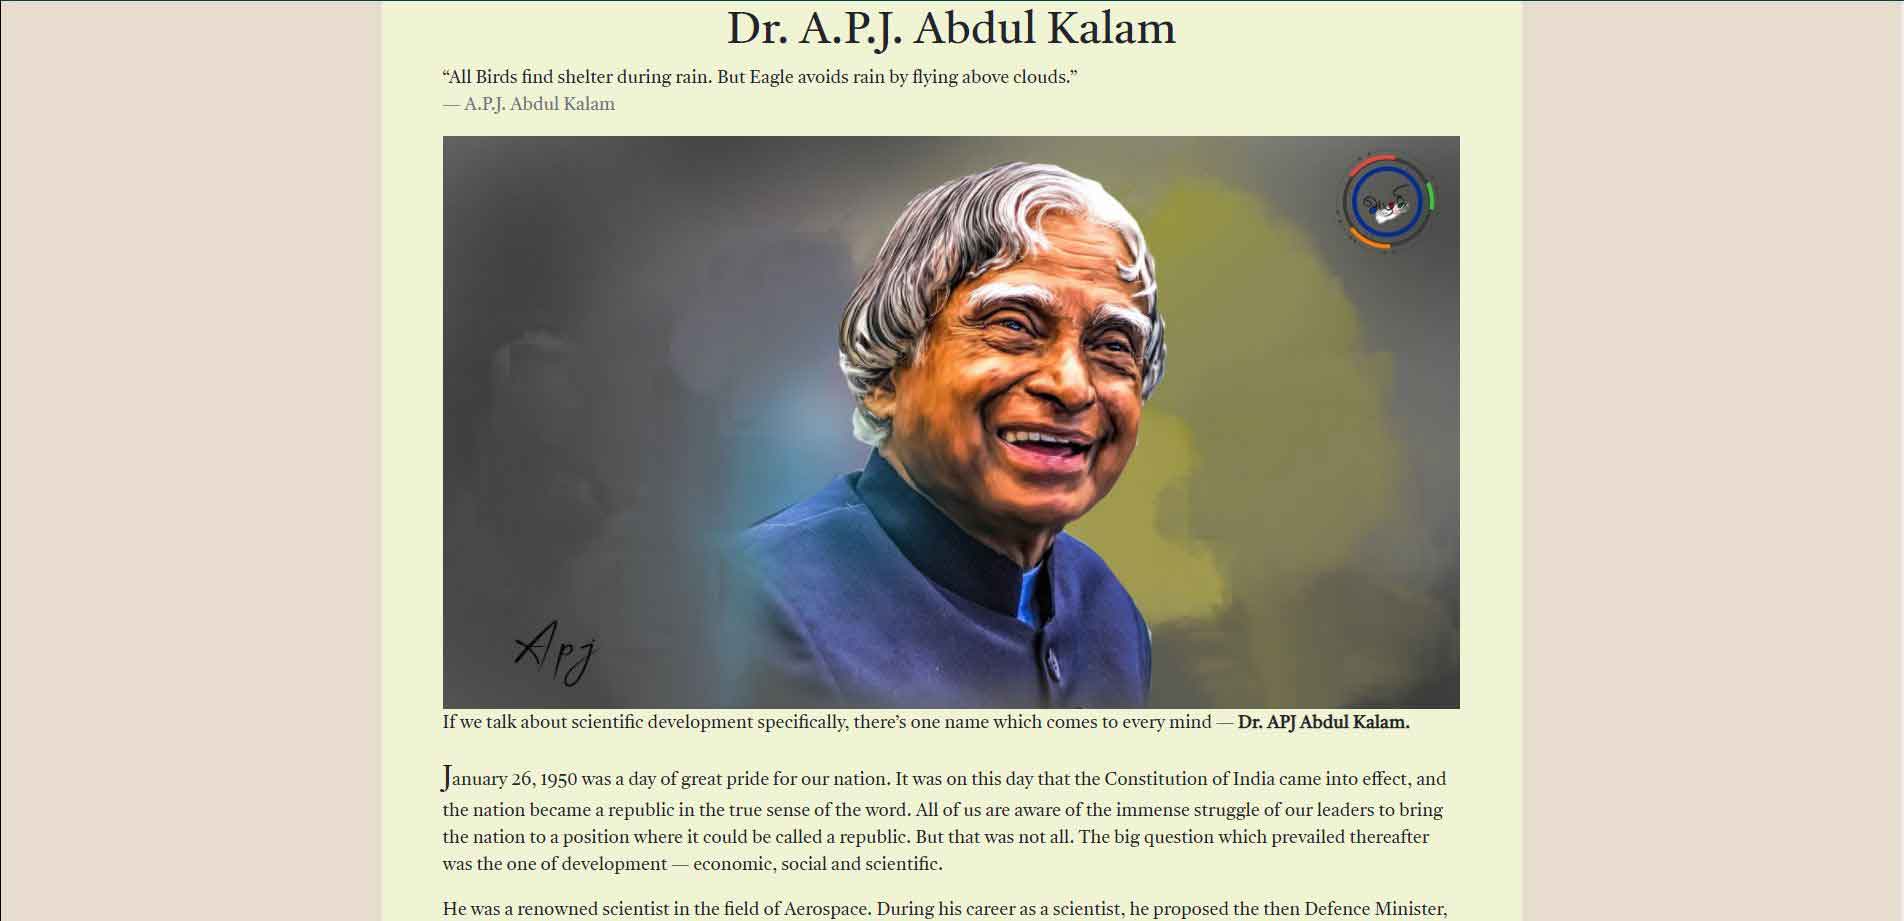 Dr. A.P.J. Abdul Kalam
“All Birds find shelter during rain. But Eagle avoids rain by flying above clouds.”
— A.P.J. Abdul Kalam
Apj
If we talk about scientific development specifically, there’s one name which comes to every mind — Dr. APJ Abdul Kalam.
January 26, 1950 was a day of great pride for our nation. It was on this day that the Constitution of India came into effect, and
the nation became a republic in the true sense of the word. All of us are aware of the immense struggle of our leaders to bring
the nation to a position where it could be called a republic. But that was not all. The big question which prevailed thereafter
was the one of development — economic, social and scientific.
He was a renowned scientist in the field of Aerospace. During his career as a scientist, he proposed the then Defence Minister,